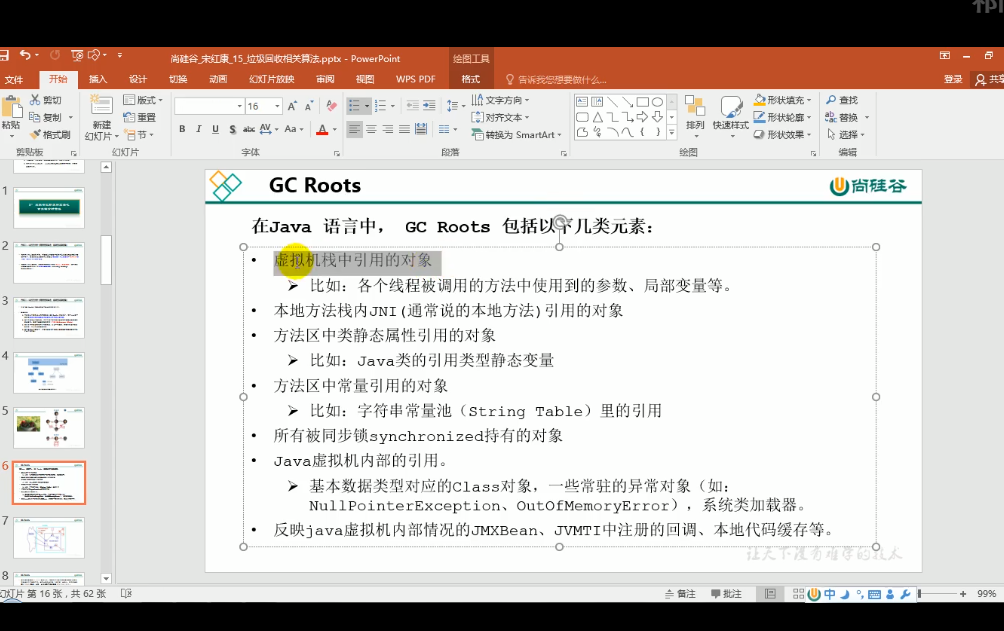 尚硅谷_宋红康_15_垃圾回收相关算法.pptx - PowerPoint
绘图工具
文件 开始 插入 设计 切换 动画 幻灯片放映 审阅 视图 WPS PDF 格式 告诉我您想要做什么... 登录 共享
剪切
复制
格式刷
粘贴
剪贴板
新建
幻灯片
版式
重置
节
幻灯片
16
B I U S abc AV Aa A
字体
文字方向
对齐文本
转换为 SmartArt
段落
排列
快速样式
形状填充
形状轮廓
形状效果
绘图
查找
替换
选择
编辑
1
2
3
4
5
6
7
8
GC Roots
尚硅谷
在Java 语言中, GC Roots 包括以下几类元素:
• 虚拟机栈中引用的对象
➢ 比如：各个线程被调用的方法中使用到的参数、局部变量等。
• 本地方法栈内JNI(通常说的本地方法)引用的对象
• 方法区中类静态属性引用的对象
➢ 比如：Java类的引用类型静态变量
• 方法区中常量引用的对象
➢ 比如：字符串常量池（String Table）里的引用
• 所有被同步锁synchronized持有的对象
• Java虚拟机内部的引用。
➢ 基本数据类型对应的Class对象，一些常驻的异常对象（如：
NullPointerException、OutOfMemoryError），系统类加载器。
• 反映java虚拟机内部情况的JMXBean、JVMTI中注册的回调、本地代码缓存等。
让天下没有难学的技术
幻灯片 第 16 张，共 62 张
备注 批注
中
99%